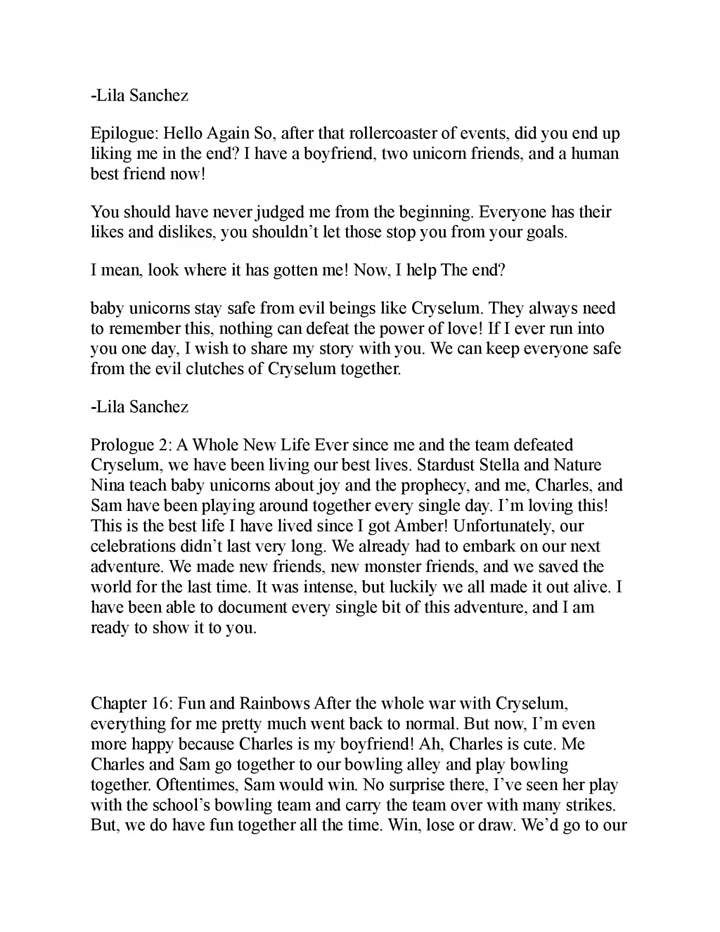 -Lila Sanchez
Epilogue: Hello Again So, after that rollercoaster of events, did you end up
liking me in the end? I have a boyfriend, two unicorn friends, and a human
best friend now!
You should have never judged me from the beginning. Everyone has their
likes and dislikes, you shouldn’t let those stop you from your goals.
I mean, look where it has gotten me! Now, I help The end?
baby unicorns stay safe from evil beings like Cryselum. They always need
to remember this, nothing can defeat the power of love! If I ever run into
you one day, I wish to share my story with you. We can keep everyone safe
from the evil clutches of Cryselum together.
-Lila Sanchez
Prologue 2: A Whole New Life Ever since me and the team defeated
Cryselum, we have been living our best lives. Stardust Stella and Nature
Nina teach baby unicorns about joy and the prophecy, and me, Charles, and
Sam have been playing around together every single day. I’m loving this!
This is the best life I have lived since I got Amber! Unfortunately, our
celebrations didn’t last very long. We already had to embark on our next
adventure. We made new friends, new monster friends, and we saved the
world for the last time. It was intense, but luckily we all made it out alive. I
have been able to document every single bit of this adventure, and I am
ready to show it to you.
Chapter 16: Fun and Rainbows After the whole war with Cryselum,
everything for me pretty much went back to normal. But now, I’m even
more happy because Charles is my boyfriend! Ah, Charles is cute. Me
Charles and Sam go together to our bowling alley and play bowling
together. Oftentimes, Sam would win. No surprise there, I’ve seen her play
with the school’s bowling team and carry the team over with many strikes.
But, we do have fun together all the time. Win, lose or draw. We’d go to our